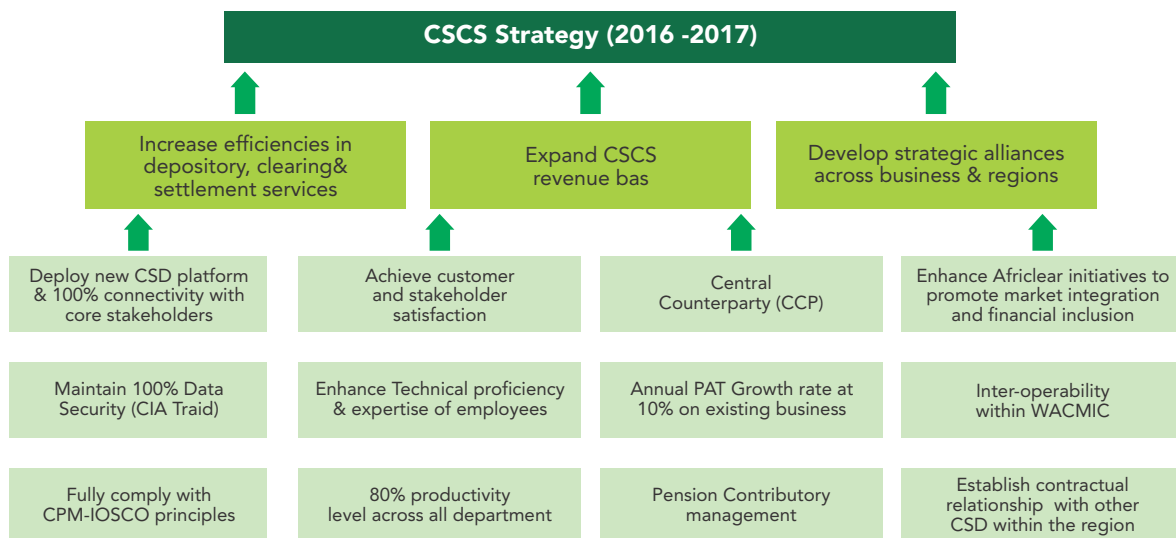 CSCS Strategy (2016 -2017)
Increase efficiencies in
depository, clearing&
settlement services
Expand CSCS
revenue bas
Develop strategic alliances
across business & regions
Deploy new CSD platform
& 100% connectivity with
core stakeholders
Achieve customer
and stakeholder
satisfaction
Central
Counterparty (CCP)
Enhance Africlear initiatives to
promote market integration
and financial inclusion
Maintain 100% Data
Security (CIA Traid)
Enhance Technical proficiency
& expertise of employees
Annual PAT Growth rate at
10% on existing business
Inter-operability
within WACMIC
Fully comply with
CPM-IOSCO principles
80% productivity
level across all department
Pension Contributory
management
Establish contractual
relationship with other
CSD within the region